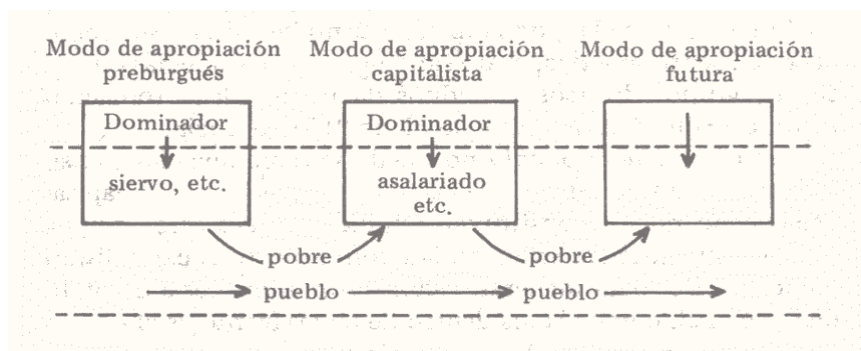 Modo de apropiación
preburgués
Modo de apropiación
capitalista
Modo de apropiación
futura
Dominador
siervo, etc.
Dominador
asalariado
etc.
pobre
pobre
pueblo
pueblo